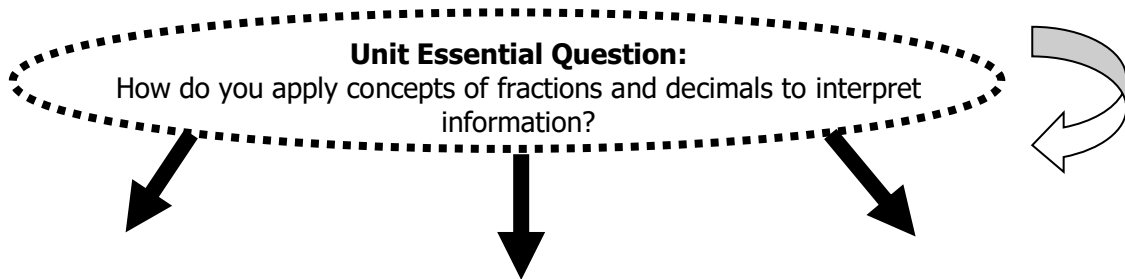 Unit Essential Question:
How do you apply concepts of fractions and decimals to interpret
information?